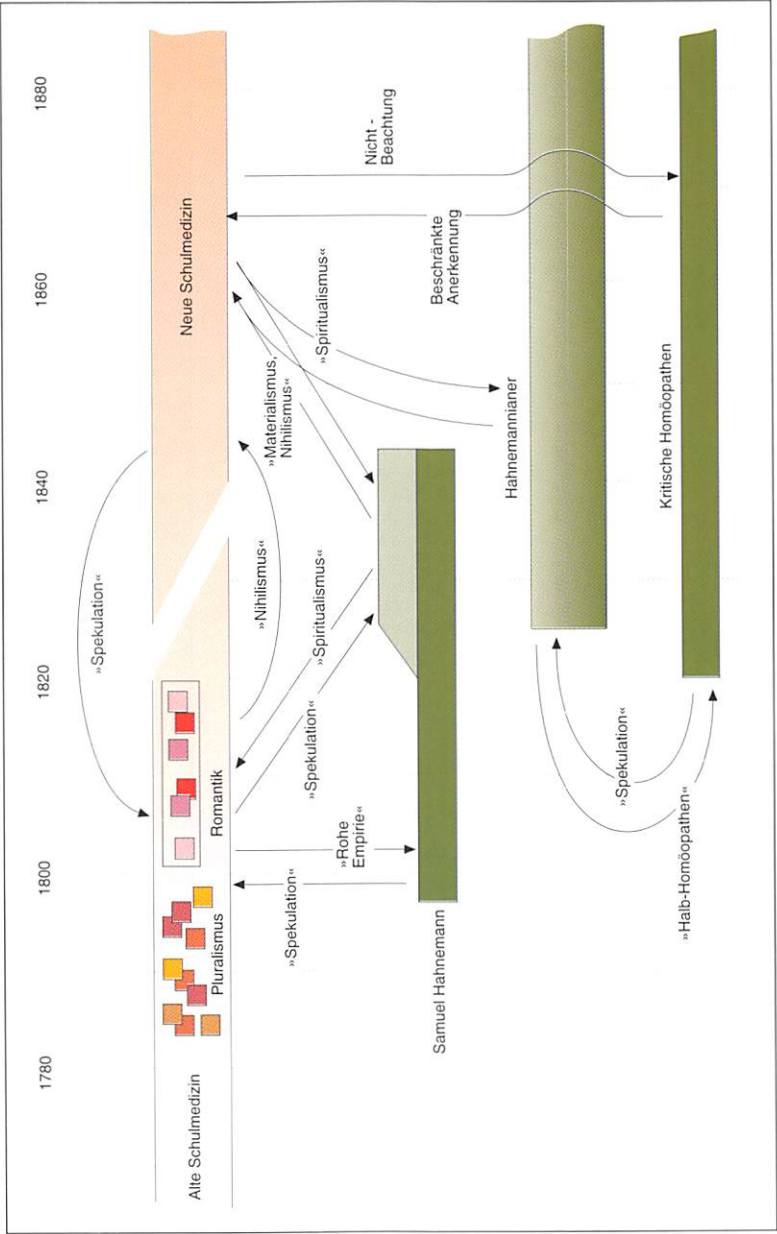 1780
1800
1820
1840
1860
1880
»Spekulation«
Alte Schulmedizin
Pluralismus
Romantik
Neue Schulmedizin
»Nihilismus«
»Spekulation«
»Rohe
Empirie«
»Spekulation«
»Spiritualismus«
»Materialismus,
Nihilismus«
»Spiritualismus«
Nicht -
Beachtung
Beschränkte
Anerkennung
Samuel Hahnemann
Hahnemannianer
»Spekulation«
»Halb-Homöopathen«
Kritische Homöopathen